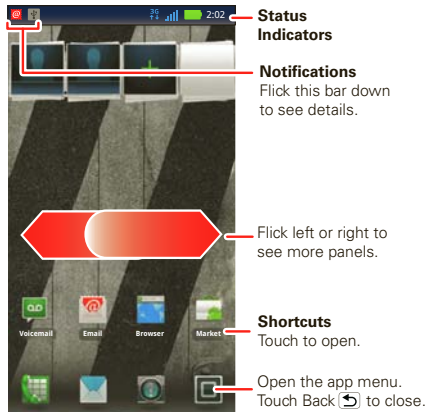 3G
2:02
Status
Indicators
Notifications
Flick this bar down
to see details.
Flick left or right to
see more panels.
Voicemail
Email
Browser
Market
Shortcuts
Touch to open.
Open the app menu.
Touch Back to close.